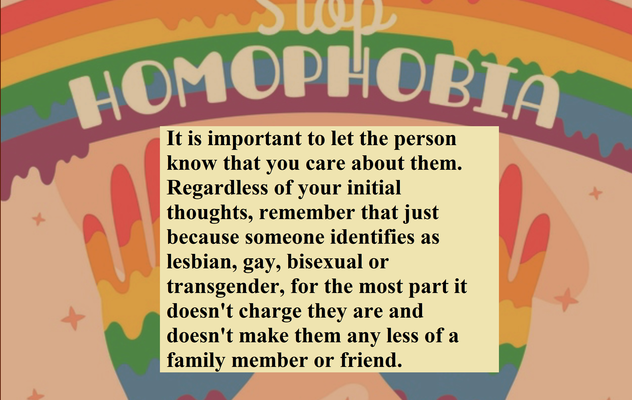 Stop
HOMOPHOBIA
It is important to let the person
know that you care about them.
Regardless of your initial
thoughts, remember that just
because someone identifies as
lesbian, gay, bisexual or
transgender, for the most part it
doesn't charge they are and
doesn't make them any less of a
family member or friend.